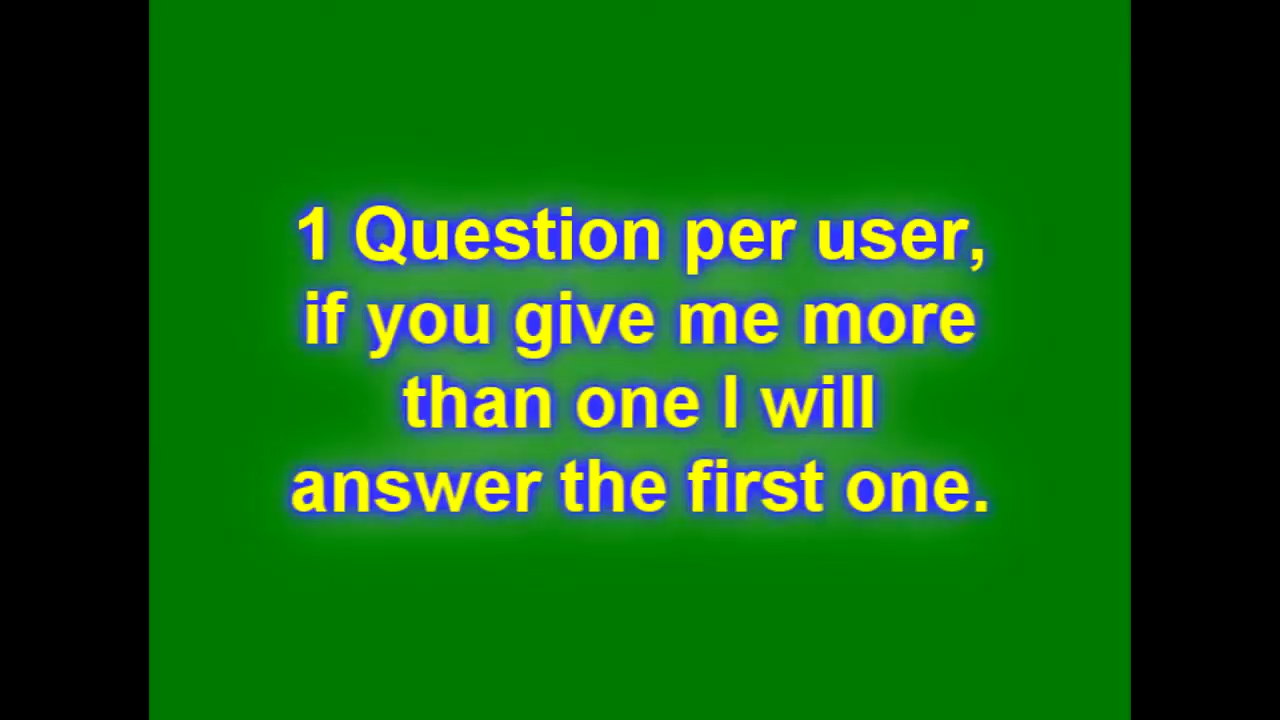 1 Question per user,
if you give me more
than one I will
answer the first one.